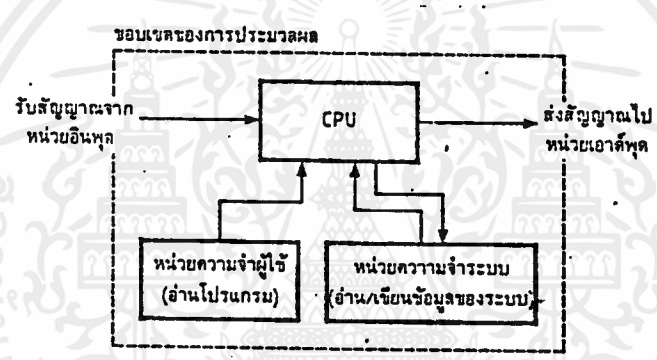 ขอบเขตของการประมวลผล
รับสัญญาณจาก
หน่วยอินพุต
CPU
ส่งสัญญาณไป
หน่วยเอาต์พุต
หน่วยความจำผู้ใช้
(อ่านโปรแกรม)
หน่วยความจำระบบ
(อ่าน/เขียนข้อมูลของระบบ)